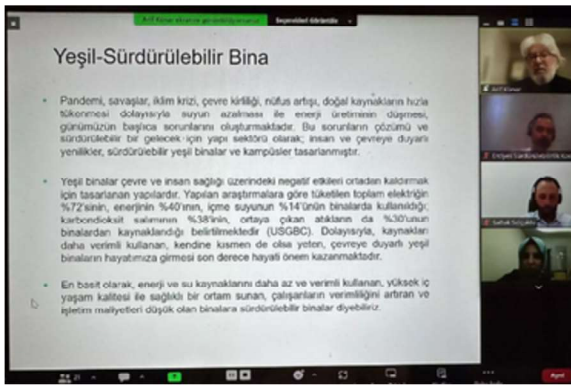 Yeşil-Sürdürülebilir Bina
• Pandemi, savaşlar, iklim krizi, çevre kirliliği, nüfus artışı, doğal kaynakların hızla
tükenmesi dolayısıyla suyun azalması ile enerji üretiminin düşmesi,
günümüzün başlıca sorunlarını oluşturmaktadır. Bu sorunların çözümü ve
sürdürülebilir bir gelecek için yapı sektörü olarak; insan ve çevreye duyarlı
yenilikler, sürdürülebilir yeşil binalar ve kampüsler tasarlanmıştır.
• Yeşil binalar çevre ve insan sağlığı üzerindeki negatif etkileri ortadan kaldırmak
için tasarlanan yapılardır. Yapılan araştırmalara göre tüketilen toplam elektriğin
%72'sinin, enerjinin %40'ının, içme suyunun %14'ünün binalarda kullanıldığı;
karbondioksit salımının %38'inin, ortaya çıkan atıkların da %30'unun
binalardan kaynaklandığı belirtilmektedir (USGBC). Dolayısıyla, kaynakları
daha verimli kullanan, kendine kısmen de olsa yeten, çevreye duyarlı yeşil
binaların hayatımıza girmesi son derece hayati önem kazanmaktadır.
• En basit olarak, enerji ve su kaynaklarını daha az ve verimli kullanan, yüksek iç
yaşam kalitesi ile sağlıklı bir ortam sunan, çalışanların verimliliğini artıran ve
işletim maliyetleri düşük olan binalara sürdürülebilir binalar diyebiliriz.